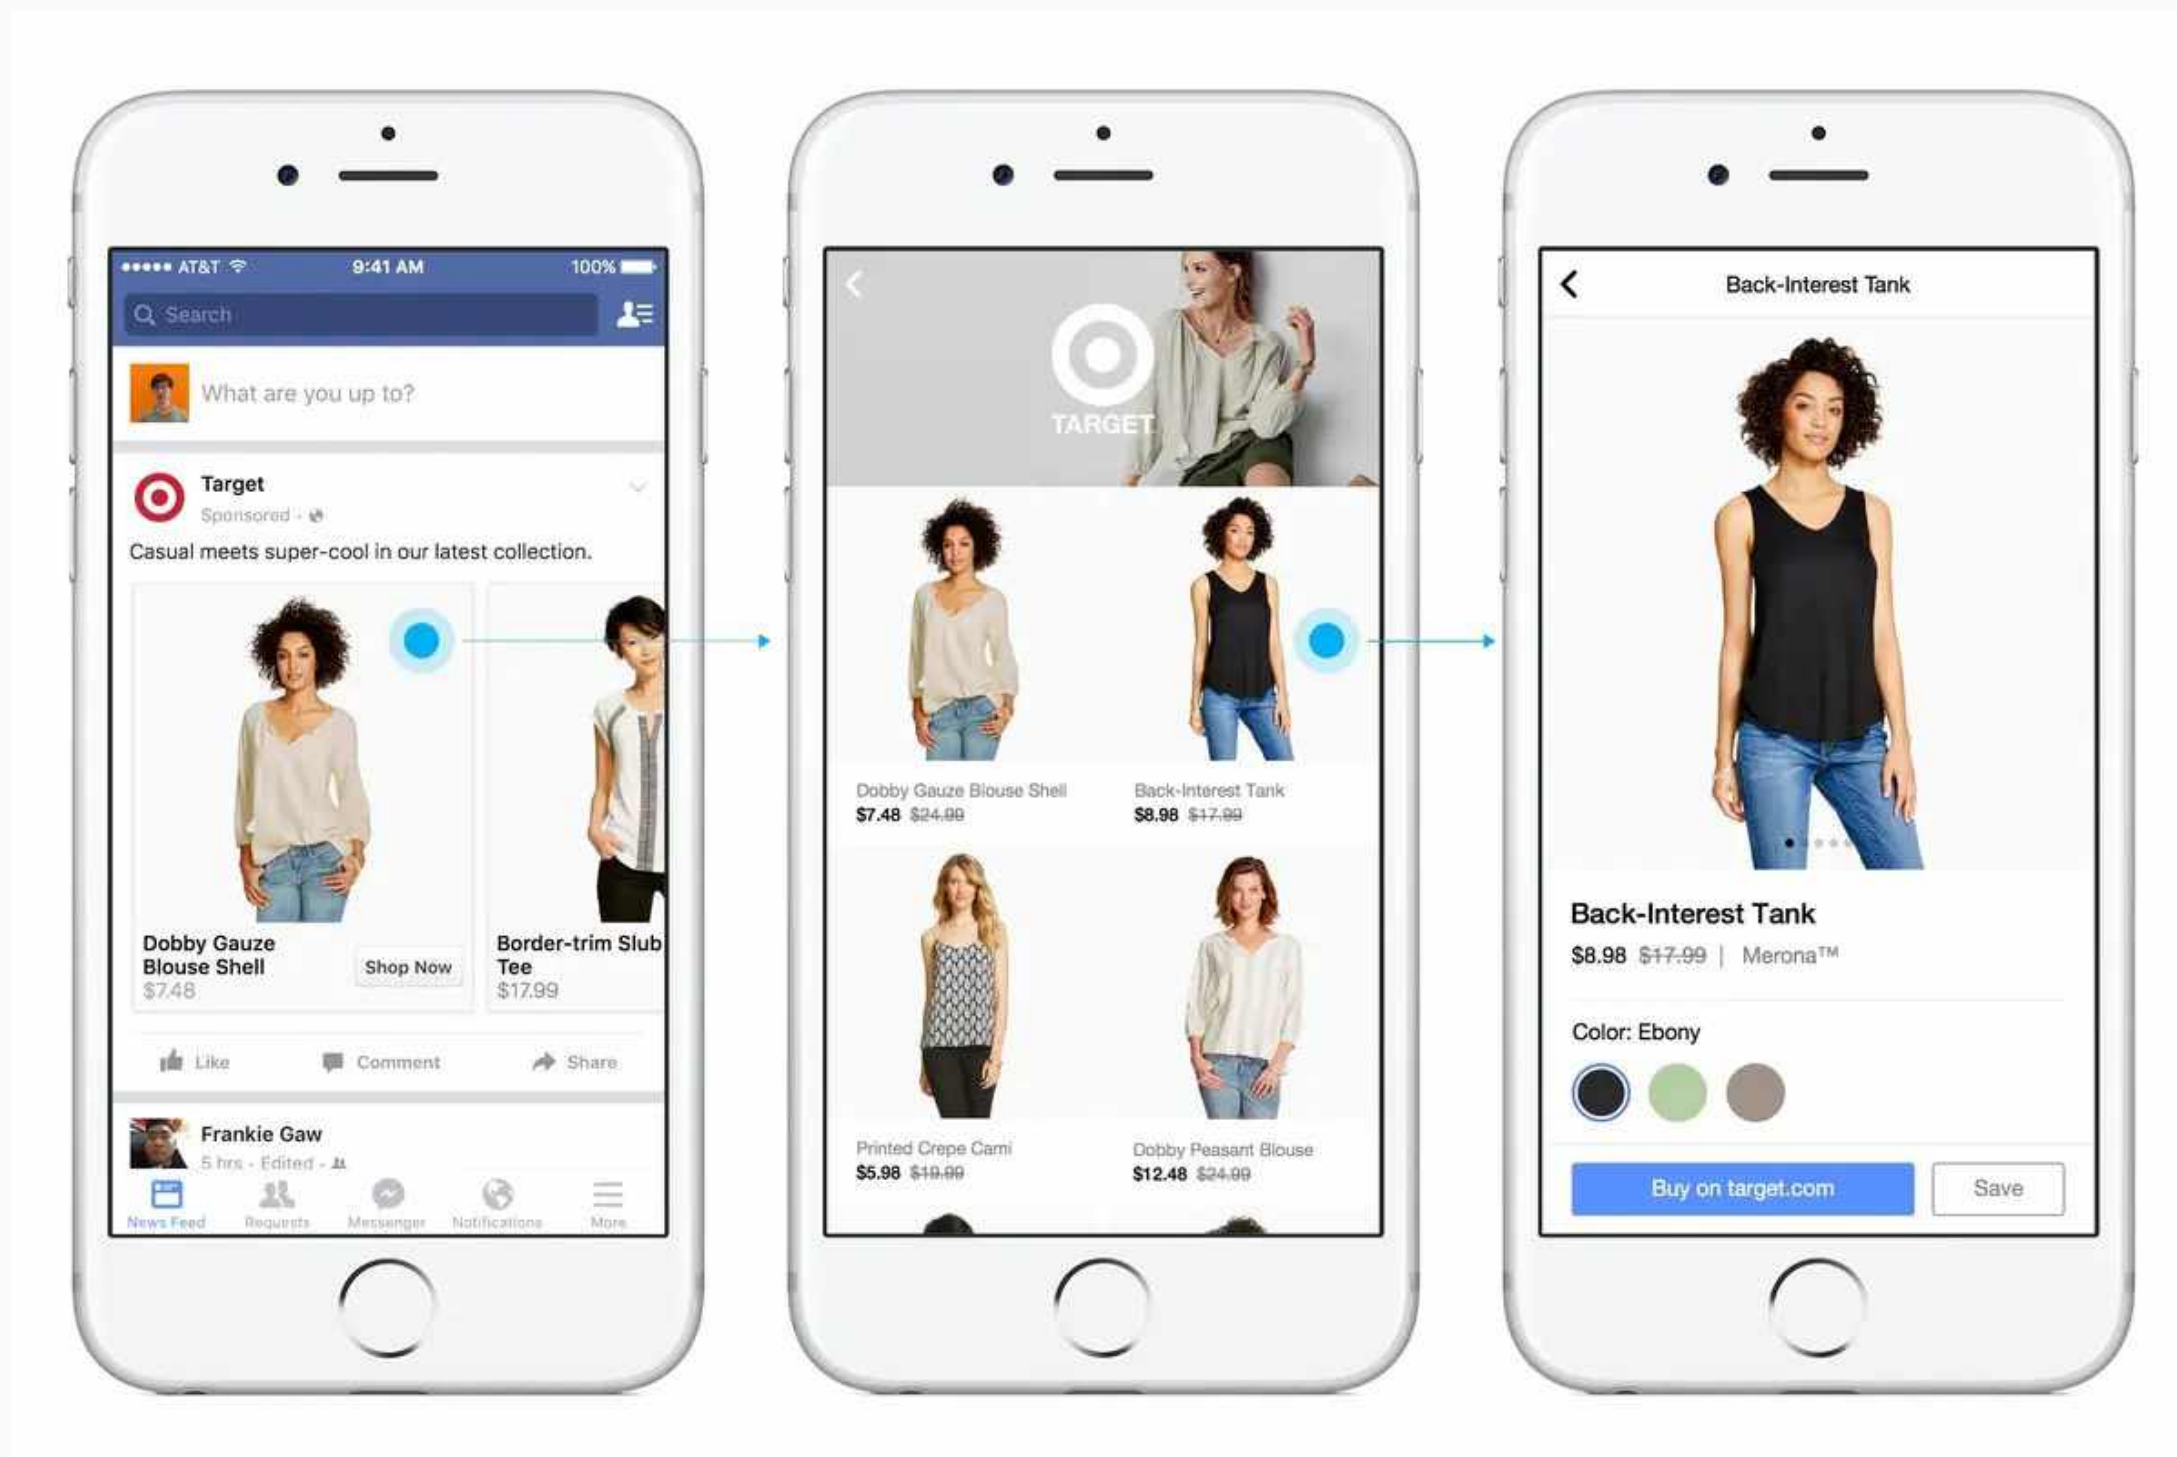 AT&T 9:41 AM 100%
Search
What are you up to?
Target
Sponsored
Casual meets super-cool in our latest collection.
Dobby Gauze
Blouse Shell
$7.48
Shop Now
Border-trim Slub
Tee
$17.99
Like Comment Share
Frankie Gaw
5 hrs - Edited -
News Feed Requests Messenger Notifications More
TARGET
Dobby Gauze Blouse Shell
$7.48 $24.99
Back-Interest Tank
$8.98 $17.99
Printed Crepe Cami
$5.98 $19.99
Dobby Peasant Blouse
$12.48 $24.99
Back-Interest Tank
Back-Interest Tank
$8.98 $17.99 | Merona™
Color: Ebony
Buy on target.com Save